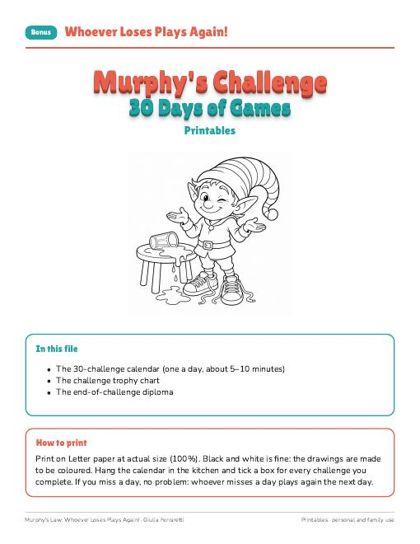 Bonus Whoever Loses Plays Again!
Murphy's Challenge
30 Days of Games
Printables
In this file
• The 30-challenge calendar (one a day, about 5–10 minutes)
• The challenge trophy chart
• The end-of-challenge diploma
How to print
Print on Letter paper at actual size (100%). Black and white is fine: the drawings are made
to be coloured. Hang the calendar in the kitchen and tick a box for every challenge you
complete. If you miss a day, no problem: whoever misses a day plays again the next day.
Murphy's Law: Whoever Loses Plays Again! · Giulia Ferraretti Printables · personal and family use